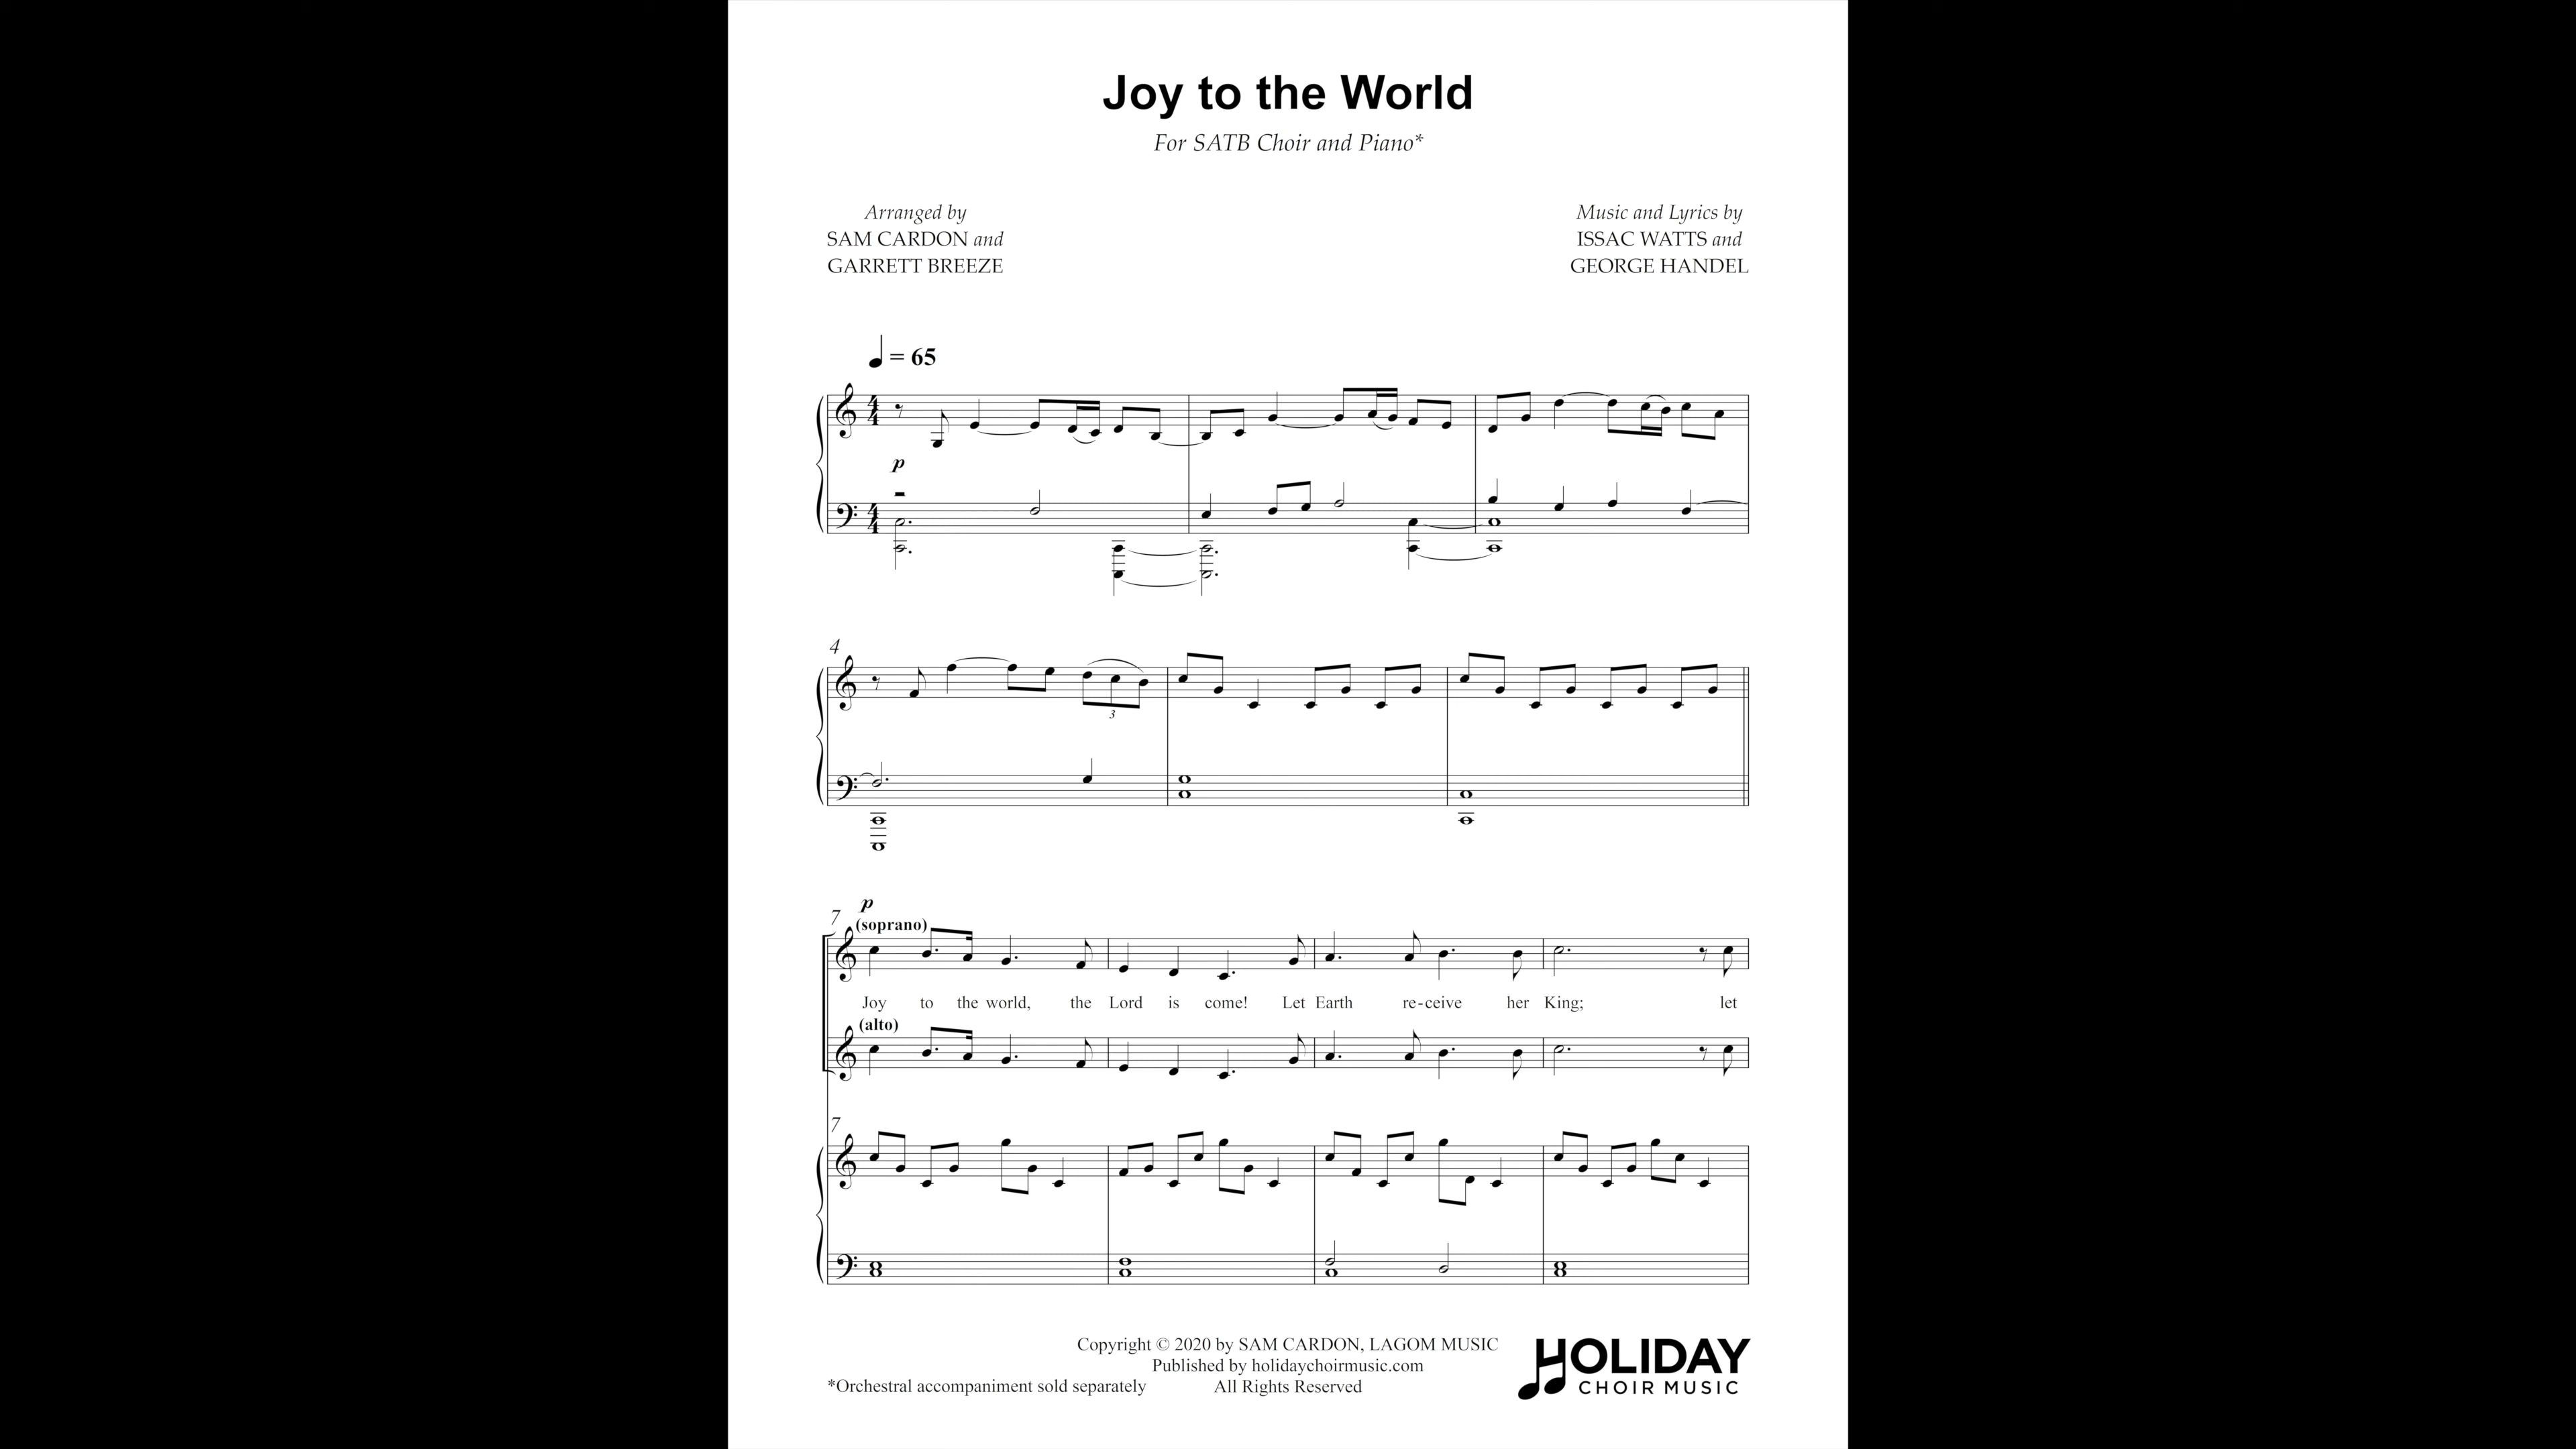 Joy to the World
For SATB Choir and Piano*
Arranged by
SAM CARDON and
GARRETT BREEZE
Music and Lyrics by
ISSAC WATTS and
GEORGE HANDEL
= 65
p
4
3
p
7
(soprano)
Joy to the world, the Lord is come! Let Earth re-ceive her King; let
(alto)
7
Copyright © 2020 by SAM CARDON, LAGOM MUSIC
Published by holidaychoirmusic.com
*Orchestral accompaniment sold separately
All Rights Reserved
HOLIDAY
CHOIR MUSIC